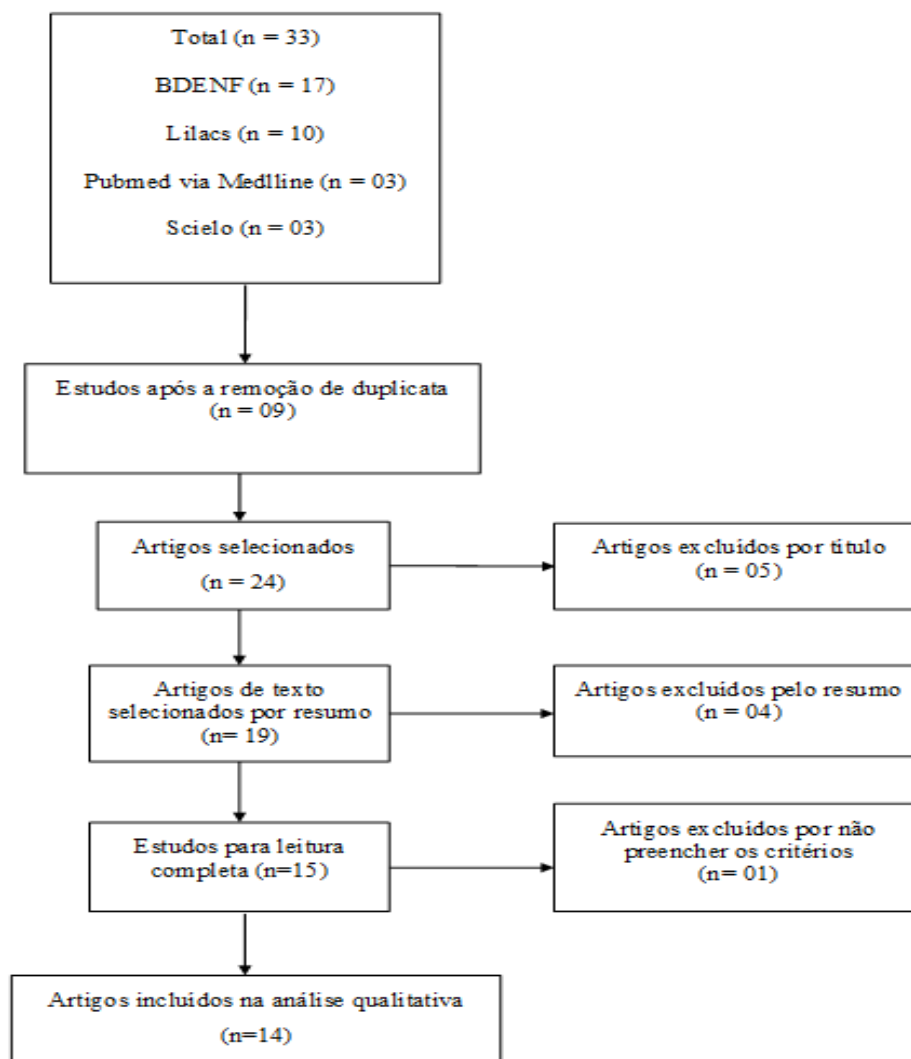 Total (n = 33)
BDENF (n = 17)
Lilacs (n = 10)
Pubmed via Medlline (n = 03)
Scielo (n = 03)
Estudos após a remoção de duplicata
(n = 09)
Artigos selecionados
(n = 24)
Artigos excluídos por título
(n = 05)
Artigos de texto
selecionados por resumo
(n= 19)
Artigos excluídos pelo resumo
(n = 04)
Estudos para leitura
completa (n=15)
Artigos excluídos por não
preencher os critérios
(n= 01)
Artigos incluídos na análise qualitativa
(n=14)